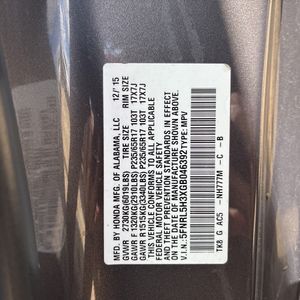 MFD. BY HONDA MFG. OF ALABAMA, LLC 12/'15
GVWR 2730KG(6019LBS) RIM SIZE
GAWR F 1320KG(2910LBS) P235/65R17 103T 17X7J
GAWR R 1515KG(3340LBS) P235/65R17 103T 17X7J
THIS VEHICLE CONFORMS TO ALL APPLICABLE
FEDERAL MOTOR VEHICLE SAFETY, BUMPER,
AND THEFT PREVENTION STANDARDS IN EFFECT
ON THE DATE OF MANUFACTURE SHOWN ABOVE.
V.I.N.:5FNRL5H3XGB046392 TYPE:MPV
TK8 G AC5 -NH777M -C -B